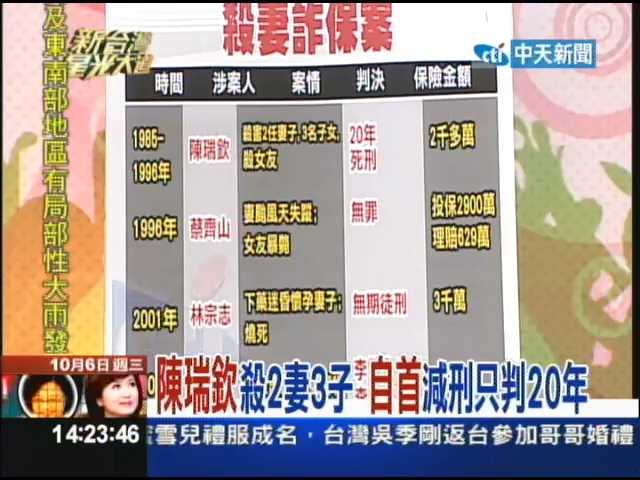 殺妻詐保案
新台灣
星光大道
cti 中天新聞
及東南部地區有局部性大雨發
時間 涉案人 案情 判決 保險金額
1985-
1996年
陳瑞欽
殺害2任妻子,3名子女,
殺女友
20年
死刑
2千多萬
1996年
蔡齊山
妻颱風天失蹤;
女友暴斃
無罪
投保2900萬
理賠629萬
2001年
林宗志
下藥迷昏懷孕妻子;
燒死
無期徒刑
3千萬
陳瑞欽殺2妻3子 自首減刑只判20年
10月6日週三
14:23:46
雪兒禮服成名,台灣吳季剛返台參加哥哥婚禮